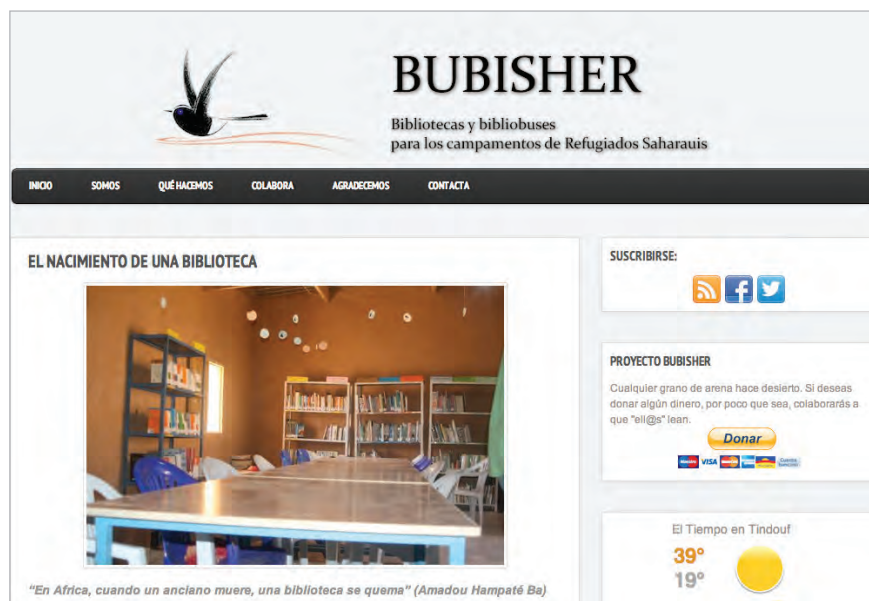 BUBISHER
Bibliotecas y bibliobuses
para los campamentos de Refugiados Saharauis
INICIO SOMOS QUÉ HACEMOS COLABORA AGRADECEMOS CONTACTA
EL NACIMIENTO DE UNA BIBLIOTECA
“En Africa, cuando un anciano muere, una biblioteca se quema” (Amadou Hampaté Ba)
SUSCRIBIRSE:
PROYECTO BUBISHER
Cualquier grano de arena hace desierto. Si deseas
donar algún dinero, por poco que sea, colaborarás a
que "ell@s" lean.
Donar
VISA
El Tiempo en Tindouf
39°
19°